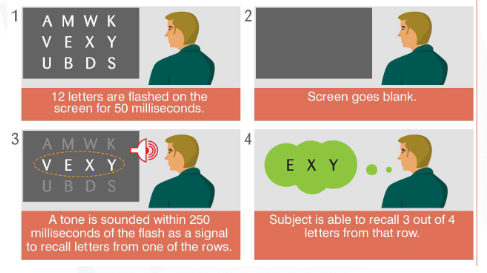 1
A M W K
V E X Y
U B D S
12 letters are flashed on the
screen for 50 milliseconds.
2
Screen goes blank.
3
A M W K
V E X Y
U B D S
A tone is sounded within 250
milliseconds of the flash as a signal
to recall letters from one of the rows.
4
E X Y
Subject is able to recall 3 out of 4
letters from that row.